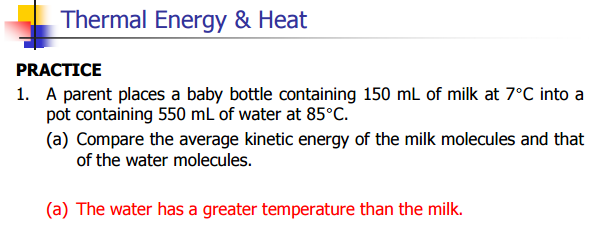 Thermal Energy & Heat
PRACTICE
1. A parent places a baby bottle containing 150 mL of milk at 7°C into a
pot containing 550 mL of water at 85°C.
(a) Compare the average kinetic energy of the milk molecules and that
of the water molecules.
(a) The water has a greater temperature than the milk.